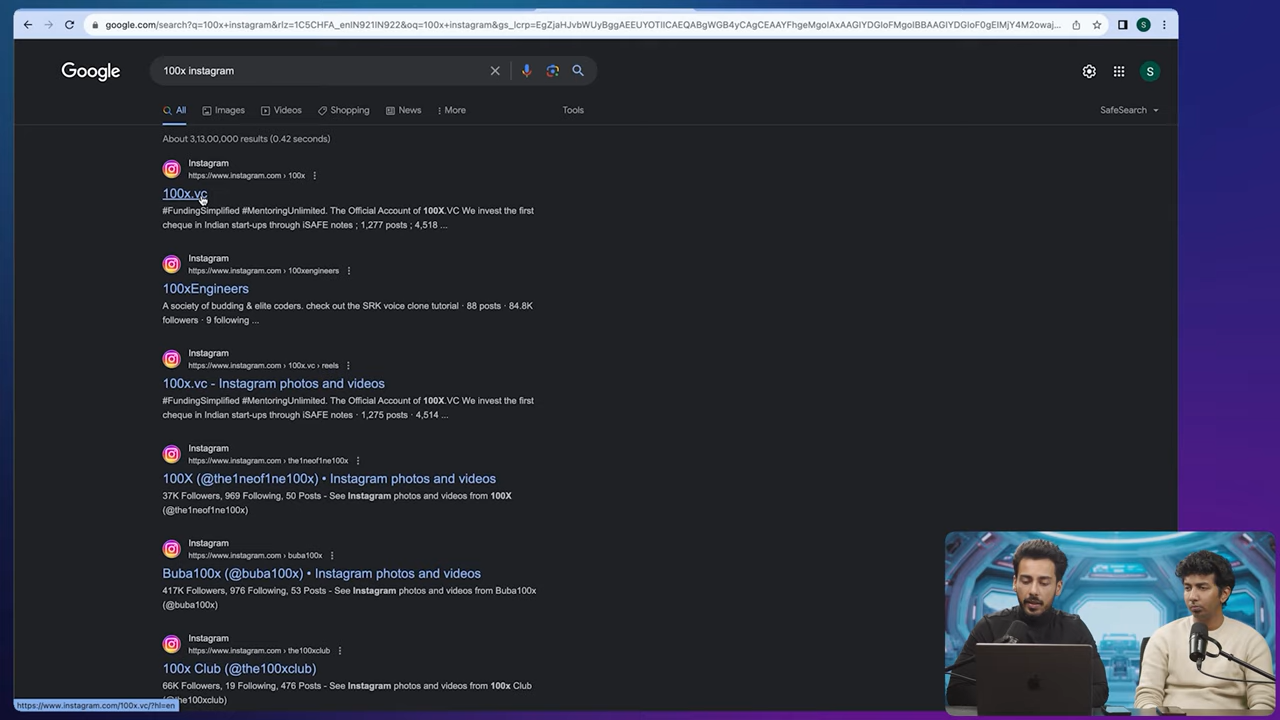 google.com/search?q=100x+instagram&rlz=1C5CHFA_enIN921IN922&oq=100x+instagram&gs_lcrp=
Google
100x instagram
S
All
Images
Videos
Shopping
News
More
Tools
SafeSearch
About 3,13,00,000 results (0.42 seconds)
Instagram
https://www.instagram.com › 100x
100x.vc
#FundingSimplified #MentoringUnlimited. The Official Account of 100X.VC We invest the first
cheque in Indian start-ups through iSAFE notes ; 1,277 posts ; 4,518 ...
Instagram
https://www.instagram.com › 100xengineers
100xEngineers
A society of budding & elite coders. check out the SRK voice clone tutorial · 88 posts · 84.8K
followers · 9 following ...
Instagram
https://www.instagram.com › 100x.vc › reels
100x.vc - Instagram photos and videos
#FundingSimplified #MentoringUnlimited. The Official Account of 100X.VC We invest the first
cheque in Indian start-ups through iSAFE notes · 1,275 posts · 4,514 ...
Instagram
https://www.instagram.com › the1neof1ne100x
100X (@the1neof1ne100x) • Instagram photos and videos
37K Followers, 969 Following, 50 Posts - See Instagram photos and videos from 100X
(@the1neof1ne100x)
Instagram
https://www.instagram.com › buba100x
Buba100x (@buba100x) • Instagram photos and videos
417K Followers, 976 Following, 53 Posts - See Instagram photos and videos from Buba100x
(@buba100x)
Instagram
https://www.instagram.com › the100xclub
100x Club (@the100xclub)
66K Followers, 19 Following, 476 Posts - See Instagram photos and videos from 100x Club
(@the100xclub)
https://www.instagram.com/100x.vc/?hl=en